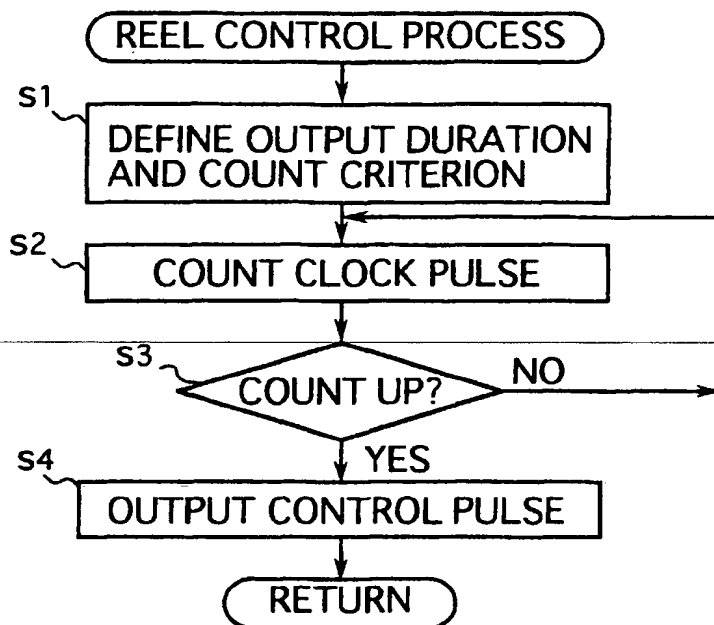 REEL CONTROL PROCESS
S1
DEFINE OUTPUT DURATION
AND COUNT CRITERION
S2
COUNT CLOCK PULSE
S3
COUNT UP?
NO
YES
S4
OUTPUT CONTROL PULSE
RETURN